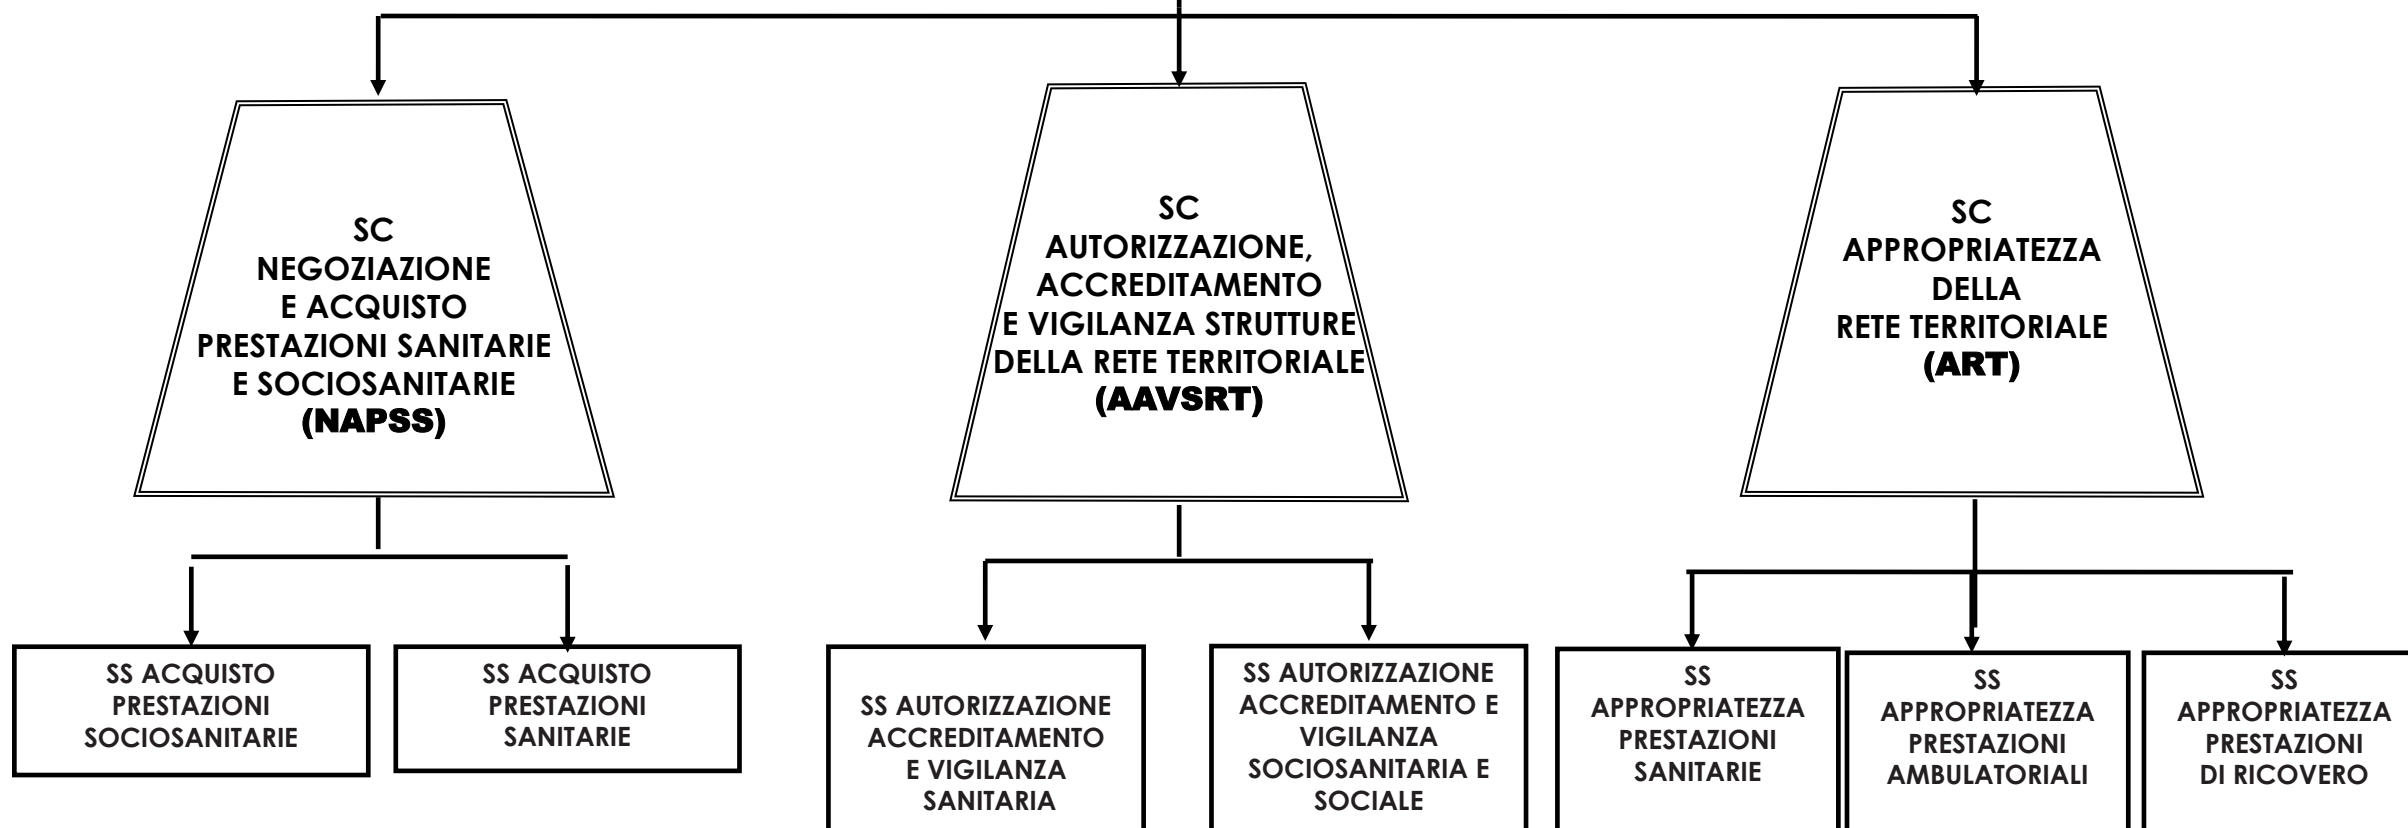 SC
NEGOZIAZIONE
E ACQUISTO
PRESTAZIONI SANITARIE
E SOCIOSANITARIE
(NAPSS)
SC
AUTORIZZAZIONE,
ACCREDITAMENTO
E VIGILANZA STRUTTURE
DELLA RETE TERRITORIALE
(AAVSRT)
SC
APPROPRIATEZZA
DELLA
RETE TERRITORIALE
(ART)
SS ACQUISTO
PRESTAZIONI
SOCIOSANITARIE
SS ACQUISTO
PRESTAZIONI
SANITARIE
SS AUTORIZZAZIONE
ACCREDITAMENTO
E VIGILANZA
SANITARIA
SS AUTORIZZAZIONE
ACCREDITAMENTO E
VIGILANZA
SOCIOSANITARIA E
SOCIALE
SS
APPROPRIATEZZA
PRESTAZIONI
SANITARIE
SS
APPROPRIATEZZA
PRESTAZIONI
AMBULATORIALI
SS
APPROPRIATEZZA
PRESTAZIONI
DI RICOVERO